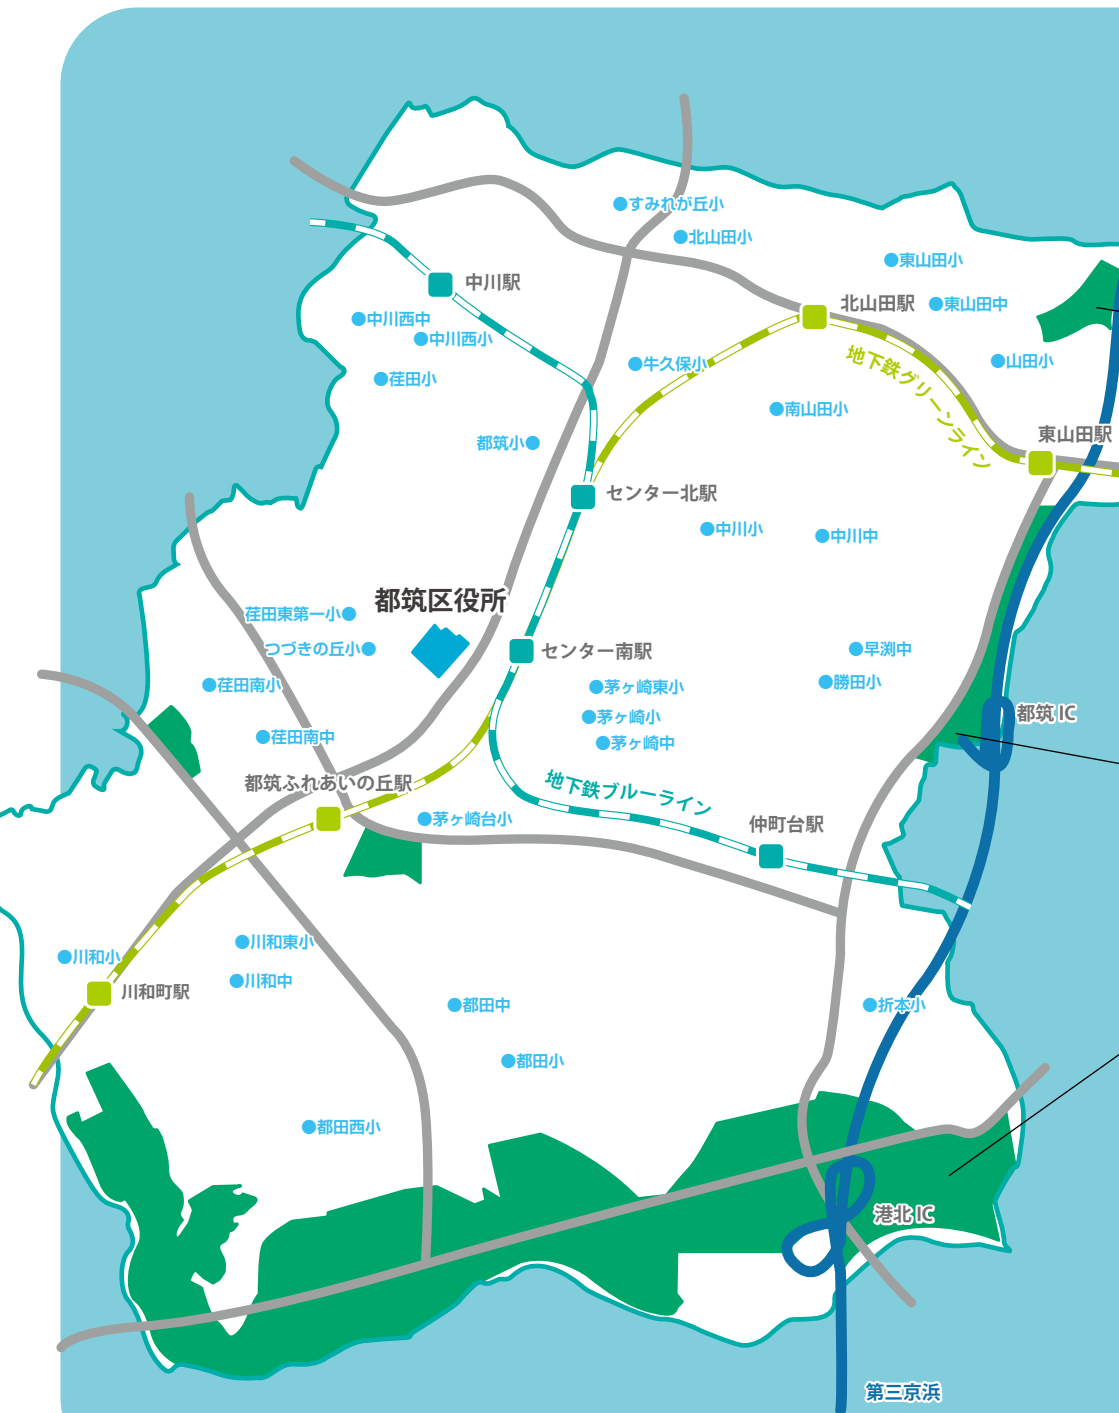 すみれが丘小
北山田小
東山田小
中川駅
北山田駅
東山田中
中川西中
中川西小
牛久保小
地下鉄グリーンライン
山田小
荏田小
南山田小
東山田駅
都筑小
センター北駅
中川小
中川中
都筑区役所
荏田東第一小
つづきの丘小
センター南駅
早渕中
荏田南小
茅ヶ崎東小
勝田小
茅ヶ崎小
都筑IC
荏田南中
茅ヶ崎中
都筑ふれあいの丘駅
地下鉄ブルーライン
茅ヶ崎台小
仲町台駅
川和東小
川和小
川和中
川和町駅
都田中
折本小
都田小
都田西小
港北IC
第三京浜